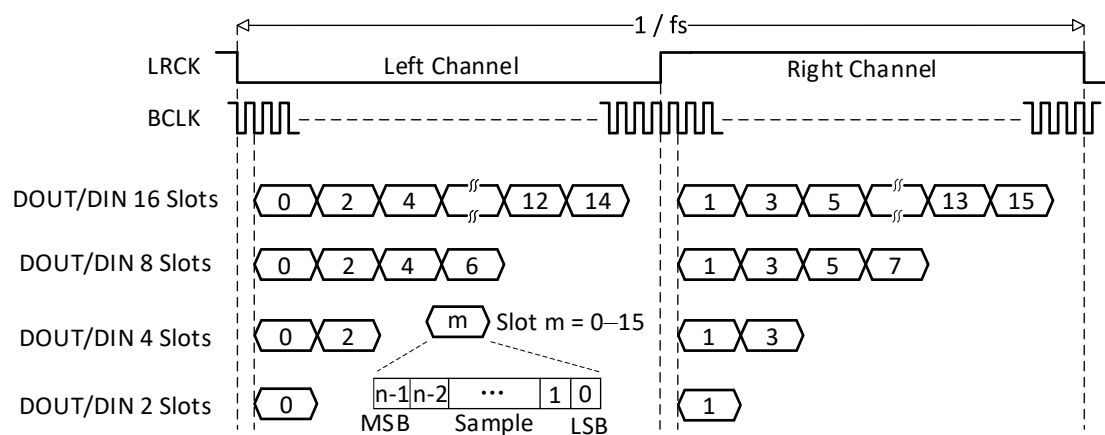 1 / fs
LRCK Left Channel Right Channel
BCLK
DOUT/DIN 16 Slots 0 2 4 12 14 1 3 5 13 15
DOUT/DIN 8 Slots 0 2 4 6 1 3 5 7
m Slot m = 0–15
DOUT/DIN 4 Slots 0 2 1 3
n-1 n-2 ... 1 0
DOUT/DIN 2 Slots 0 1
MSB Sample LSB